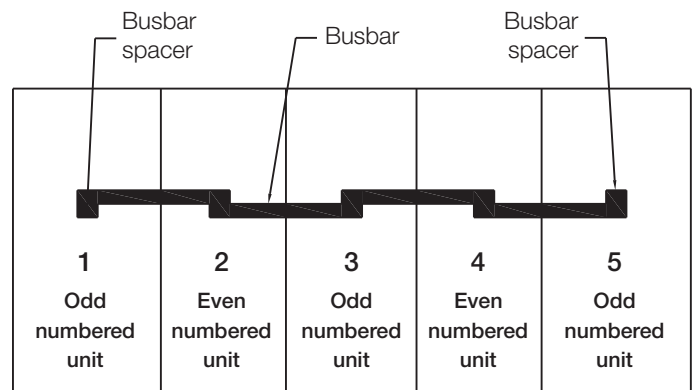 Busbar
spacer
Busbar
Busbar
spacer
1
Odd
numbered
unit
2
Even
numbered
unit
3
Odd
numbered
unit
4
Even
numbered
unit
5
Odd
numbered
unit